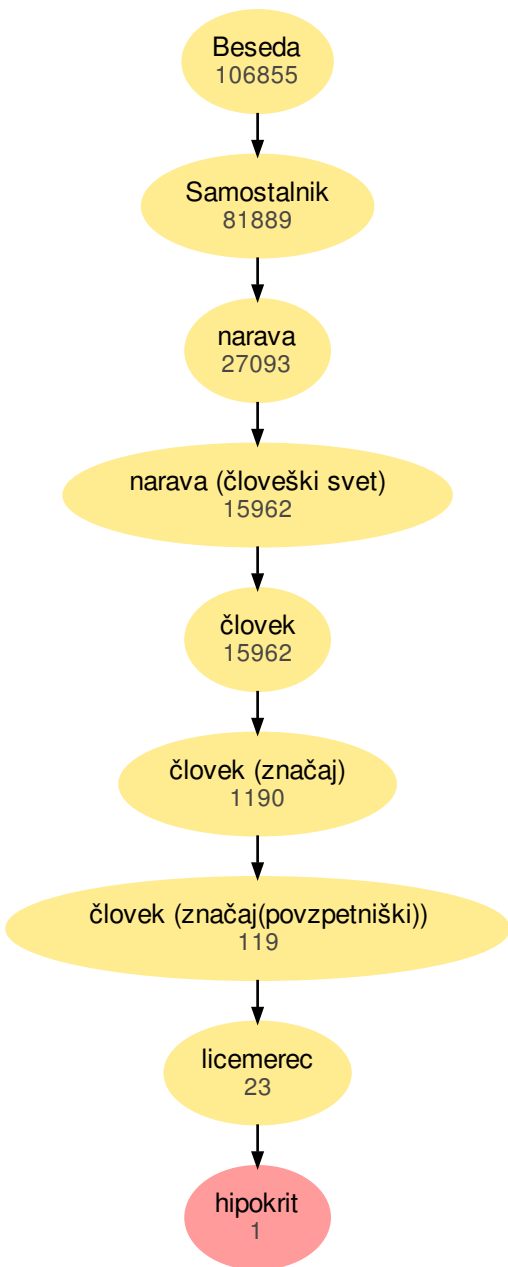 Beseda
106855
Samostalnik
81889
narava
27093
narava (človeški svet)
15962
človek
15962
človek (značaj)
1190
človek (značaj(povzpetniški))
119
licemerec
23
hipokrit
1